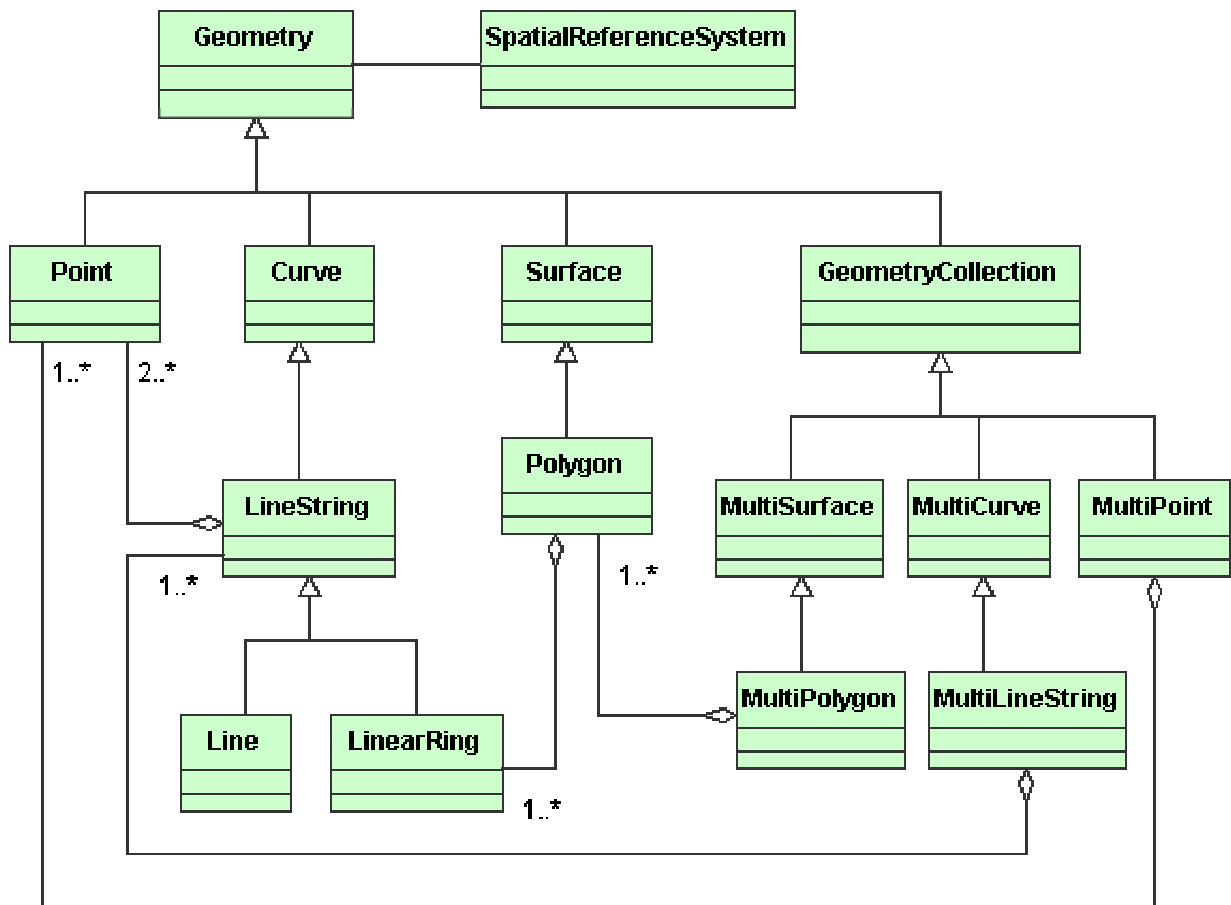 Geometry
SpatialReferenceSystem
Point
Curve
Surface
GeometryCollection
1..*
2..*
Polygon
LineString
MultiSurface
MultiCurve
MultiPoint
1..*
1..*
MultiPolygon
MultiLineString
Line
LinearRing
1..*